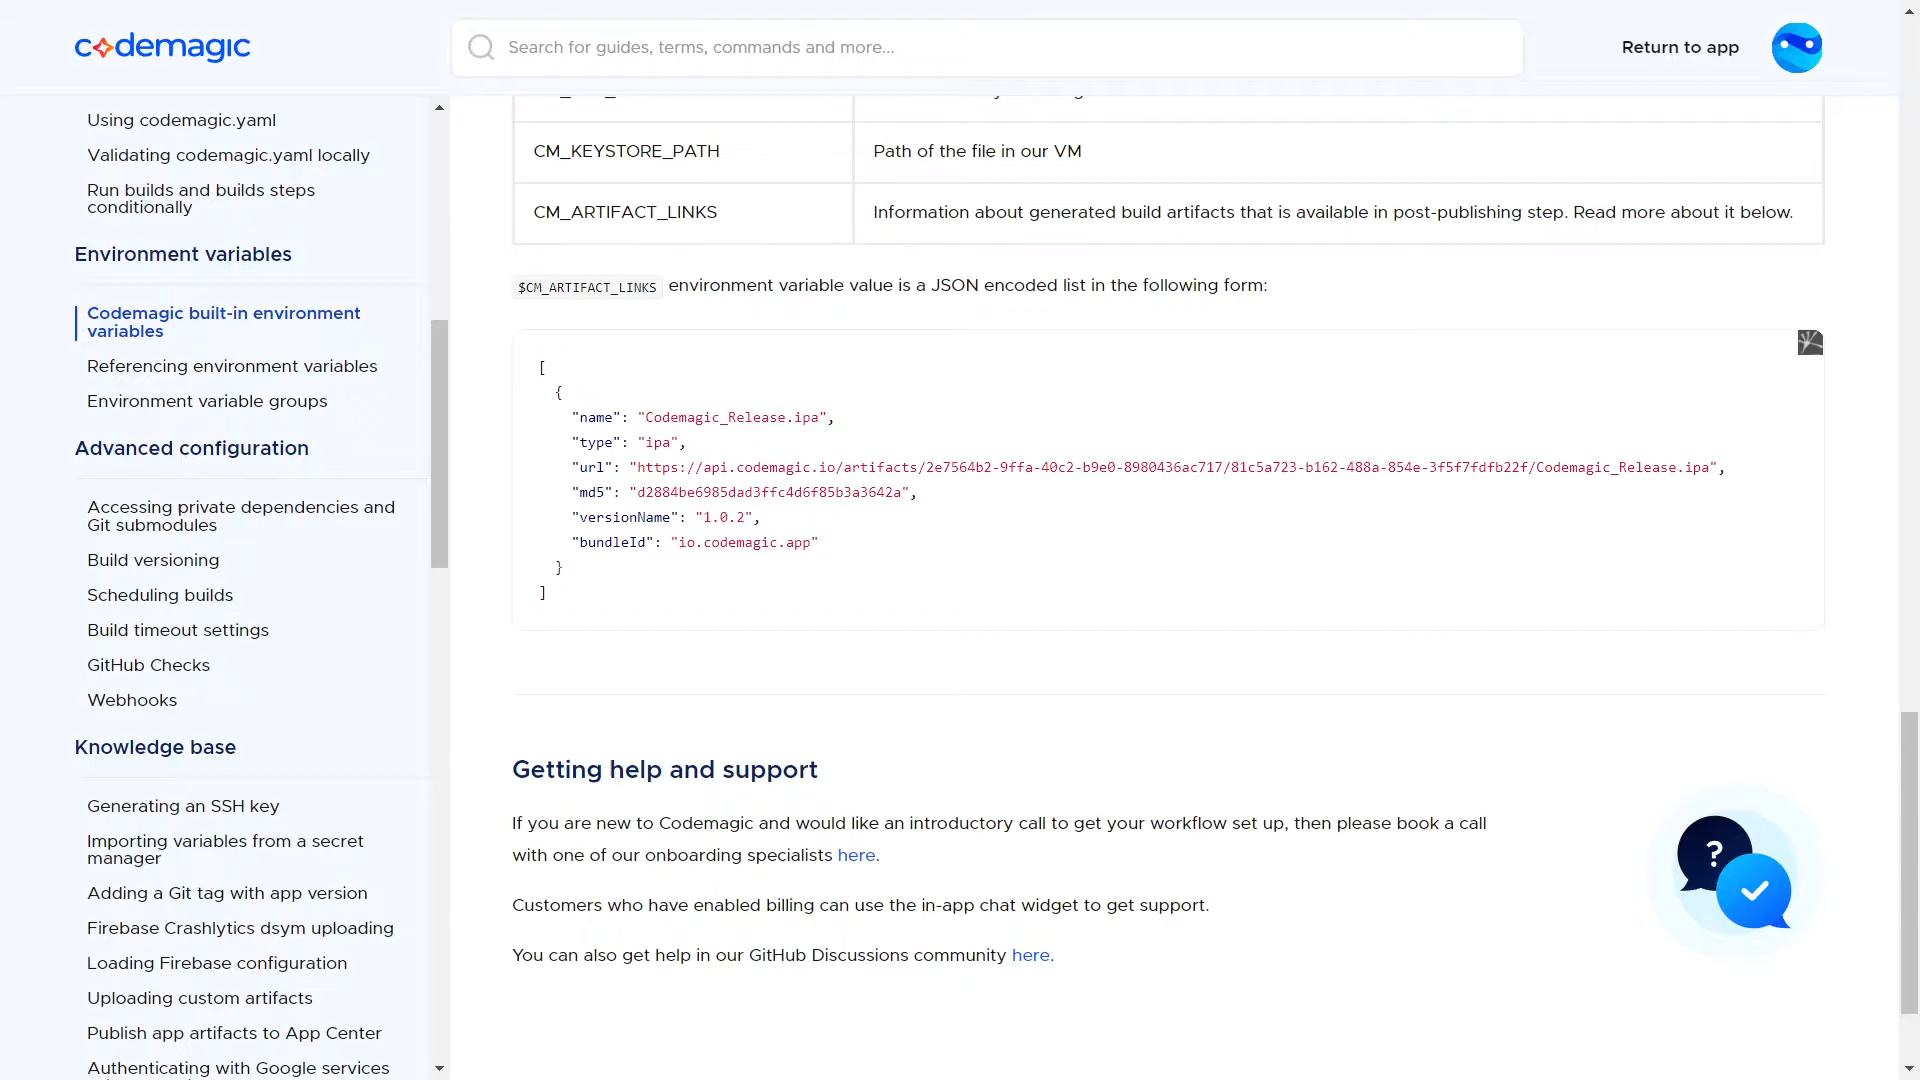 codemagic
Search for guides, terms, commands and more...
Return to app
Using codemagic.yaml
Validating codemagic.yaml locally
Run builds and builds steps
conditionally
Environment variables
Codemagic built-in environment
variables
Referencing environment variables
Environment variable groups
Advanced configuration
Accessing private dependencies and
Git submodules
Build versioning
Scheduling builds
Build timeout settings
GitHub Checks
Webhooks
Knowledge base
Generating an SSH key
Importing variables from a secret
manager
Adding a Git tag with app version
Firebase Crashlytics dsym uploading
Loading Firebase configuration
Uploading custom artifacts
Publish app artifacts to App Center
Authenticating with Google services
CM_KEYSTORE_PATH Path of the file in our VM
CM_ARTIFACT_LINKS Information about generated build artifacts that is available in post-publishing step. Read more about it below.
$CM_ARTIFACT_LINKS environment variable value is a JSON encoded list in the following form:
[
{
"name": "Codemagic_Release.ipa",
"type": "ipa",
"url": "https://api.codemagic.io/artifacts/2e7564b2-9ffa-40c2-b9e0-8980436ac717/81c5a723-b162-488a-854e-3f5f7fdfb22f/Codemagic_Release.ipa",
"md5": "d2884be6985dad3ffc4d6f85b3a3642a",
"versionName": "1.0.2",
"bundleId": "io.codemagic.app"
}
]
Getting help and support
If you are new to Codemagic and would like an introductory call to get your workflow set up, then please book a call
with one of our onboarding specialists here.
Customers who have enabled billing can use the in-app chat widget to get support.
You can also get help in our GitHub Discussions community here.
?